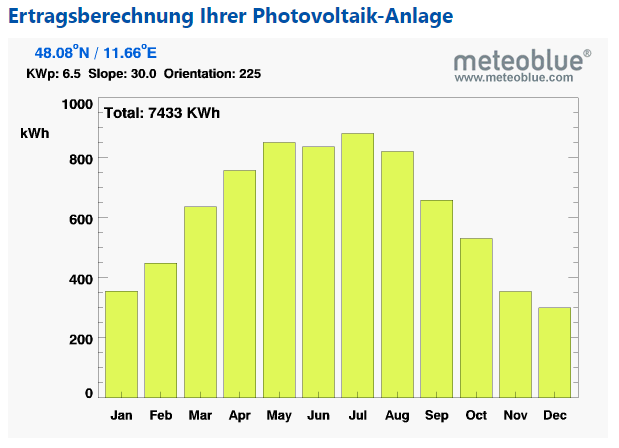 Ertragsberechnung Ihrer Photovoltaik-Anlage
48.08°N / 11.66°E
meteoblue®
KWp: 6.5 Slope: 30.0 Orientation: 225
www.meteoblue.com
1000
Total: 7433 KWh
kWh
800
600
400
200
0
Jan Feb Mar Apr May Jun Jul Aug Sep Oct Nov Dec